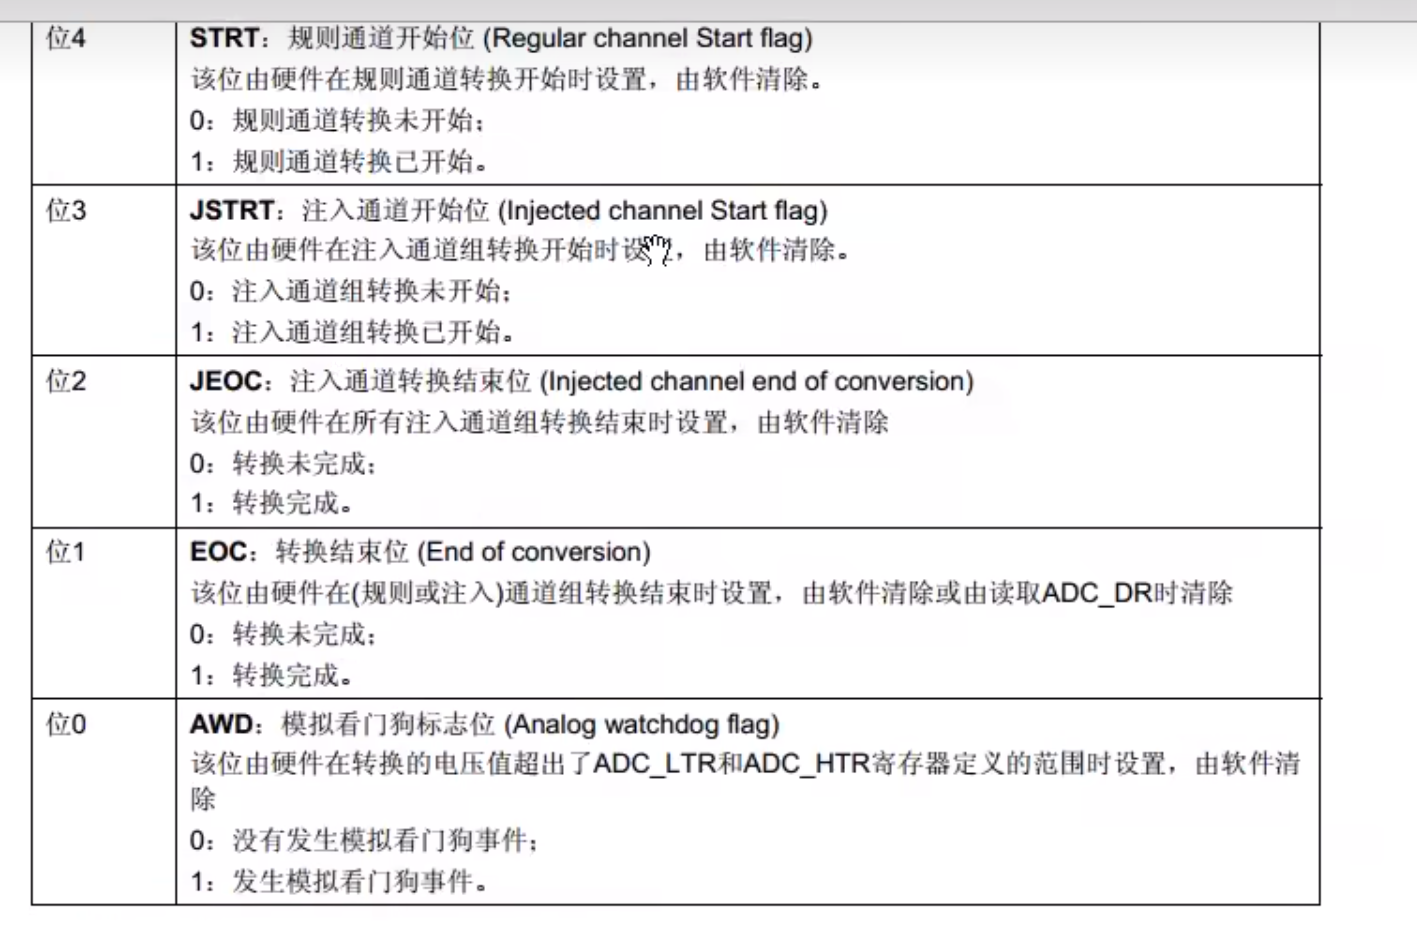 位4
STRT：规则通道开始位 (Regular channel Start flag)
该位由硬件在规则通道转换开始时设置，由软件清除。
0：规则通道转换未开始；
1：规则通道转换已开始。
位3
JSTRT：注入通道开始位 (Injected channel Start flag)
该位由硬件在注入通道组转换开始时设，由软件清除。
0：注入通道组转换未开始；
1：注入通道组转换已开始。
位2
JEOC：注入通道转换结束位 (Injected channel end of conversion)
该位由硬件在所有注入通道组转换结束时设置，由软件清除
0：转换未完成；
1：转换完成。
位1
EOC：转换结束位 (End of conversion)
该位由硬件在(规则或注入)通道组转换结束时设置，由软件清除或由读取ADC_DR时清除
0：转换未完成；
1：转换完成。
位0
AWD：模拟看门狗标志位 (Analog watchdog flag)
该位由硬件在转换的电压值超出了ADC_LTR和ADC_HTR寄存器定义的范围时设置，由软件清
除
0：没有发生模拟看门狗事件；
1：发生模拟看门狗事件。